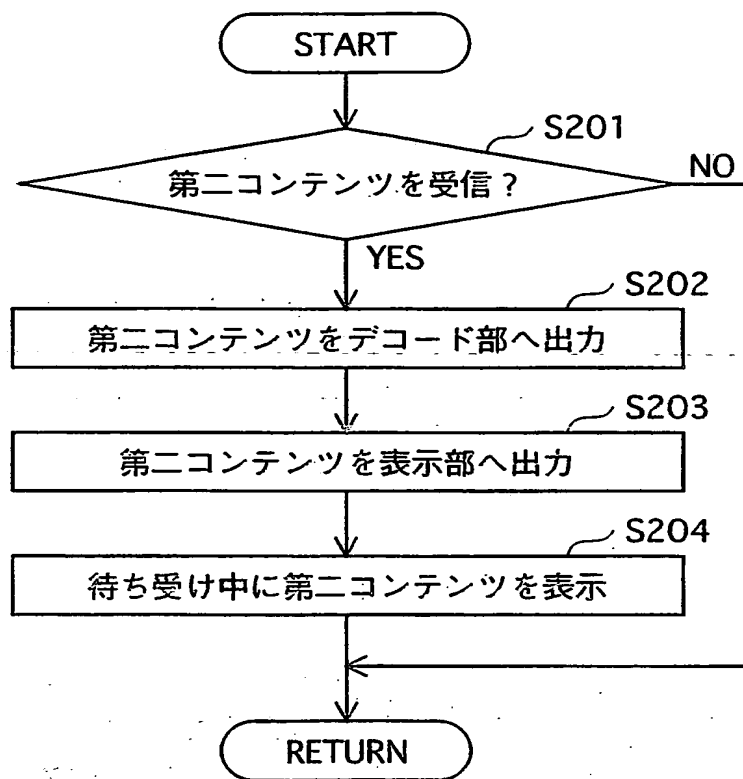 START
S201
第二コンテンツを受信？
NO
YES
S202
第二コンテンツをデコード部へ出力
S203
第二コンテンツを表示部へ出力
S204
待ち受け中に第二コンテンツを表示
RETURN